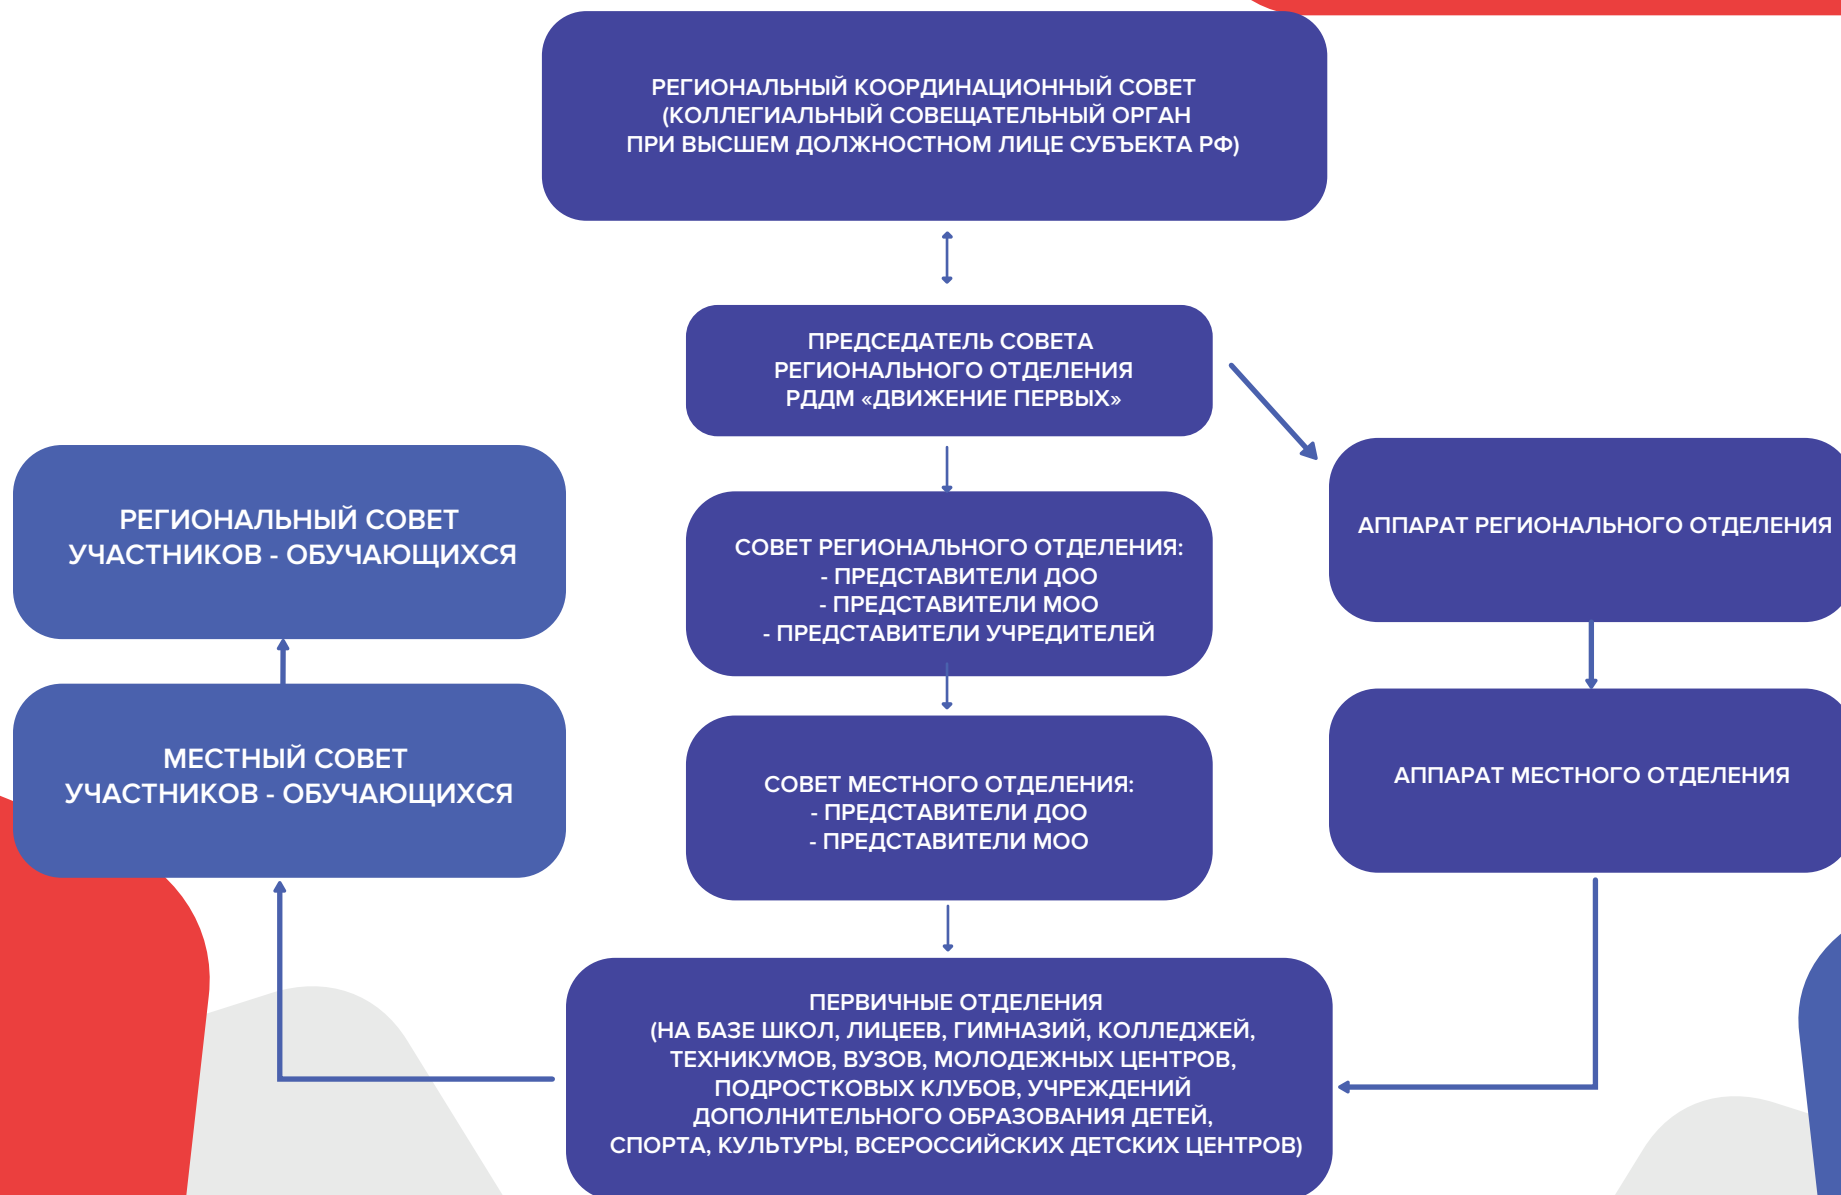 РЕГИОНАЛЬНЫЙ КООРДИНАЦИОННЫЙ СОВЕТ
(КОЛЛЕГИАЛЬНЫЙ СОВЕЩАТЕЛЬНЫЙ ОРГАН
ПРИ ВЫСШЕМ ДОЛЖНОСТНОМ ЛИЦЕ СУБЪЕКТА РФ)
ПРЕДСЕДАТЕЛЬ СОВЕТА
РЕГИОНАЛЬНОГО ОТДЕЛЕНИЯ
РДДМ «ДВИЖЕНИЕ ПЕРВЫХ»
РЕГИОНАЛЬНЫЙ СОВЕТ
УЧАСТНИКОВ - ОБУЧАЮЩИХСЯ
СОВЕТ РЕГИОНАЛЬНОГО ОТДЕЛЕНИЯ:
- ПРЕДСТАВИТЕЛИ ДОО
- ПРЕДСТАВИТЕЛИ МОО
- ПРЕДСТАВИТЕЛИ УЧРЕДИТЕЛЕЙ
АППАРАТ РЕГИОНАЛЬНОГО ОТДЕЛЕНИЯ
МЕСТНЫЙ СОВЕТ
УЧАСТНИКОВ - ОБУЧАЮЩИХСЯ
СОВЕТ МЕСТНОГО ОТДЕЛЕНИЯ:
- ПРЕДСТАВИТЕЛИ ДОО
- ПРЕДСТАВИТЕЛИ МОО
АППАРАТ МЕСТНОГО ОТДЕЛЕНИЯ
ПЕРВИЧНЫЕ ОТДЕЛЕНИЯ
(НА БАЗЕ ШКОЛ, ЛИЦЕЕВ, ГИМНАЗИЙ, КОЛЛЕДЖЕЙ,
ТЕХНИКУМОВ, ВУЗОВ, МОЛОДЕЖНЫХ ЦЕНТРОВ,
ПОДРОСТКОВЫХ КЛУБОВ, УЧРЕЖДЕНИЙ
ДОПОЛНИТЕЛЬНОГО ОБРАЗОВАНИЯ ДЕТЕЙ,
СПОРТА, КУЛЬТУРЫ, ВСЕРОССИЙСКИХ ДЕТСКИХ ЦЕНТРОВ)